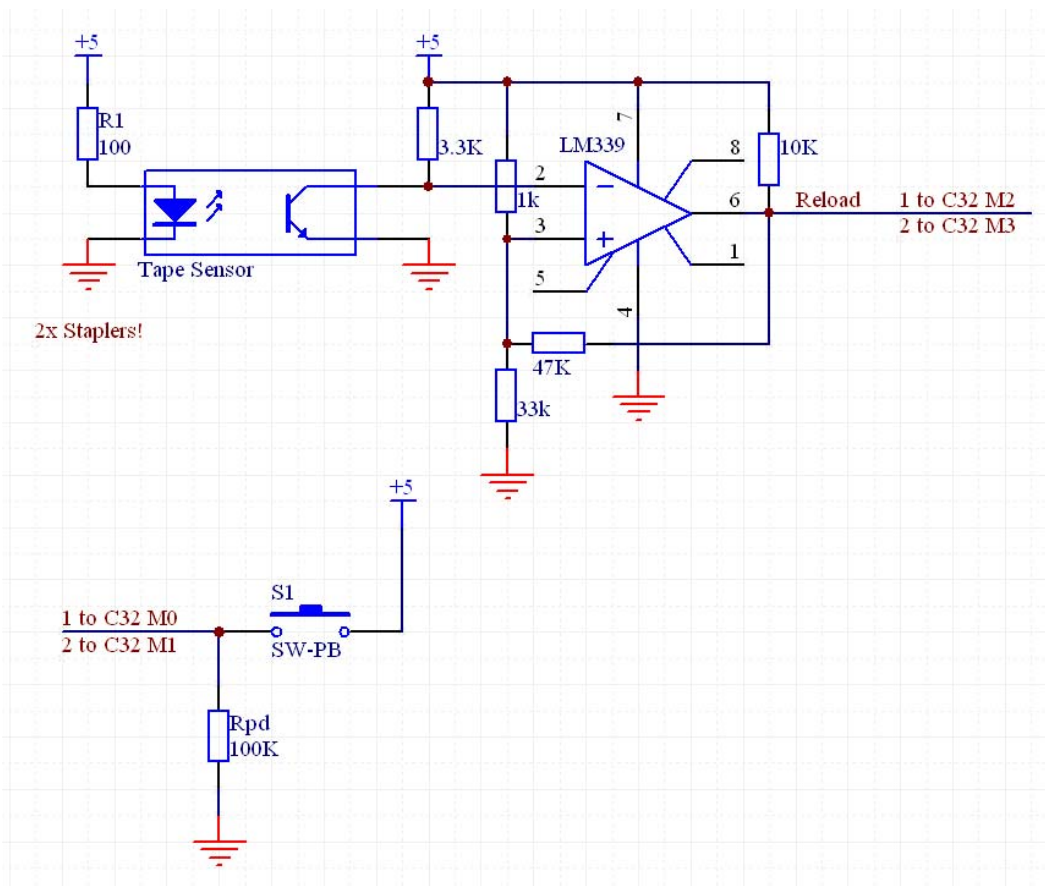 +5
+5
R1
100
3.3K
LM339
7
8
10K
2
1k
6
Reload
1 to C32 M2
3
2 to C32 M3
1
Tape Sensor
5
4
2x Staplers!
47K
33k
+5
S1
1 to C32 M0
2 to C32 M1
SW-PB
Rpd
100K